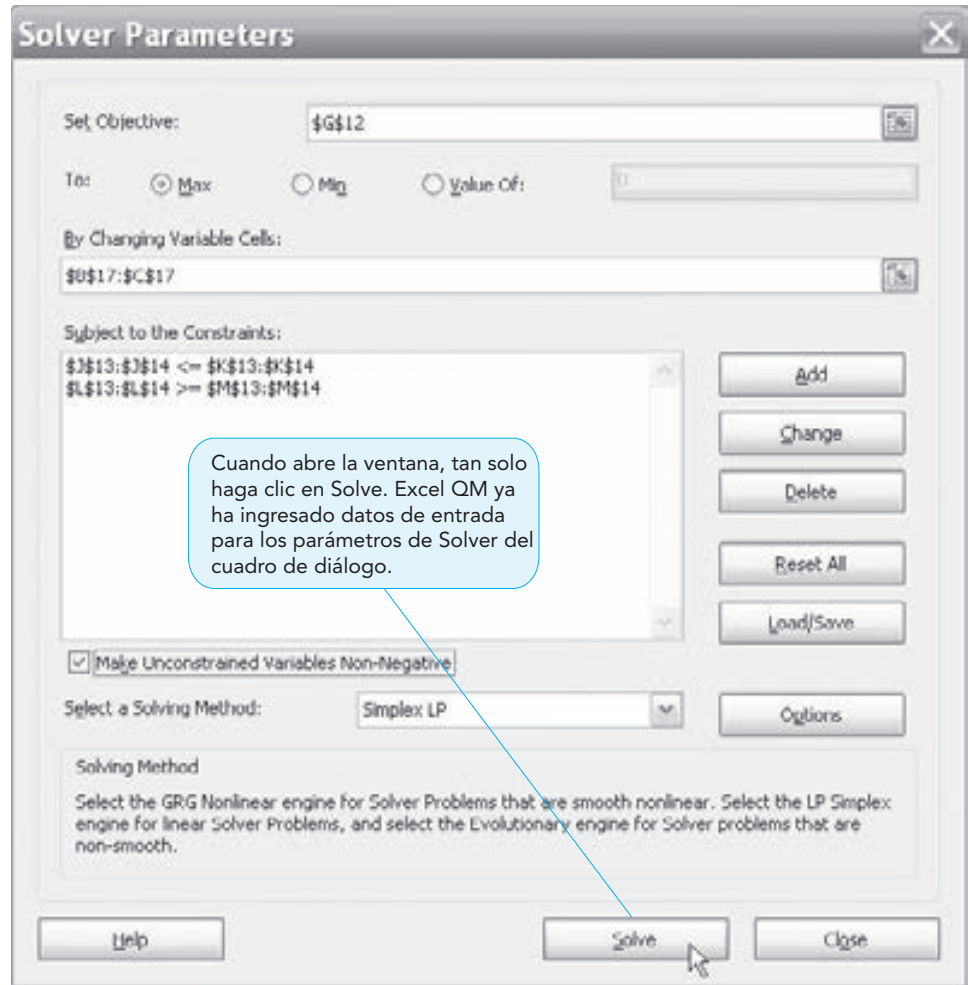 Solver Parameters
Set Objective: $G$12
To: Max Min Value Of: 0
By Changing Variable Cells:
$B$17:$C$17
Subject to the Constraints:
$J$13:$J$14 <= $K$13:$K$14
$L$13:$L$14 >= $M$13:$M$14
Add
Change
Delete
Reset All
Load/Save
Cuando abre la ventana, tan solo
haga clic en Solve. Excel QM ya
ha ingresado datos de entrada
para los parámetros de Solver del
cuadro de diálogo.
Make Unconstrained Variables Non-Negative
Select a Solving Method: Simplex LP
Options
Solving Method
Select the GRG Nonlinear engine for Solver Problems that are smooth nonlinear. Select the LP Simplex
engine for linear Solver Problems, and select the Evolutionary engine for Solver problems that are
non-smooth.
Help Solve Close